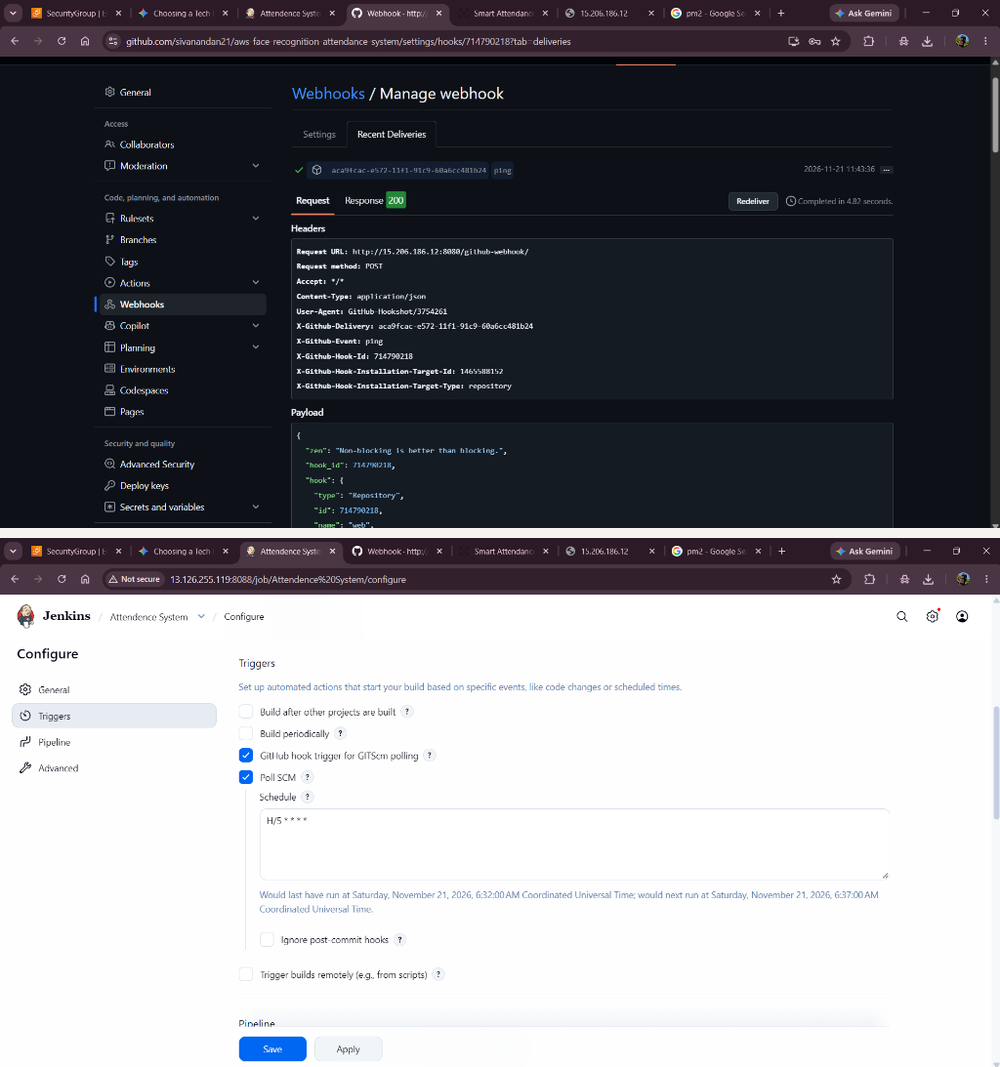 SecurityGroup | E
Choosing a Tech
Attendence System
Webhook · http:/
Smart Attendanc
15.206.186.12
pm2 - Google Se
Ask Gemini
github.com/sivanandan21/aws-face-recognition-attendance-system/settings/hooks/714790218?tab=deliveries
General
Access
Collaborators
Moderation
Code, planning, and automation
Rulesets
Branches
Tags
Actions
Webhooks
Copilot
Planning
Environments
Codespaces
Pages
Security and quality
Advanced Security
Deploy keys
Secrets and variables
Webhooks / Manage webhook
Settings
Recent Deliveries
aca9fcac-e572-11f1-91c9-60a6cc481b24 ping
2026-11-21 11:43:36
Request
Response 200
Redeliver
Completed in 4.82 seconds.
Headers
Request URL: http://15.206.186.12:8080/github-webhook/
Request method: POST
Accept: */*
Content-Type: application/json
User-Agent: GitHub-Hookshot/3754261
X-Github-Delivery: aca9fcac-e572-11f1-91c9-60a6cc481b24
X-Github-Event: ping
X-Github-Hook-Id: 714790218
X-Github-Hook-Installation-Target-Id: 1465588152
X-Github-Hook-Installation-Target-Type: repository
Payload
{
"zen": "Non-blocking is better than blocking.",
"hook_id": 714790218,
"hook": {
"type": "Repository",
"id": 714790218,
"name": "web",
SecurityGroup | E
Choosing a Tech
Attendence System
Webhook · http:/
Smart Attendanc
15.206.186.12
pm2 - Google Se
Ask Gemini
Not secure
13.126.255.119:8088/job/Attendence%20System/configure
Jenkins / Attendence System / Configure
Configure
General
Triggers
Pipeline
Advanced
Triggers
Set up automated actions that start your build based on specific events, like code changes or scheduled times.
Build after other projects are built ?
Build periodically ?
GitHub hook trigger for GITScm polling ?
Poll SCM ?
Schedule ?
H/5 * * * *
Would last have run at Saturday, November 21, 2026, 6:32:00 AM Coordinated Universal Time; would next run at Saturday, November 21, 2026, 6:37:00 AM
Coordinated Universal Time.
Ignore post-commit hooks ?
Trigger builds remotely (e.g., from scripts) ?
Pipeline
Save
Apply